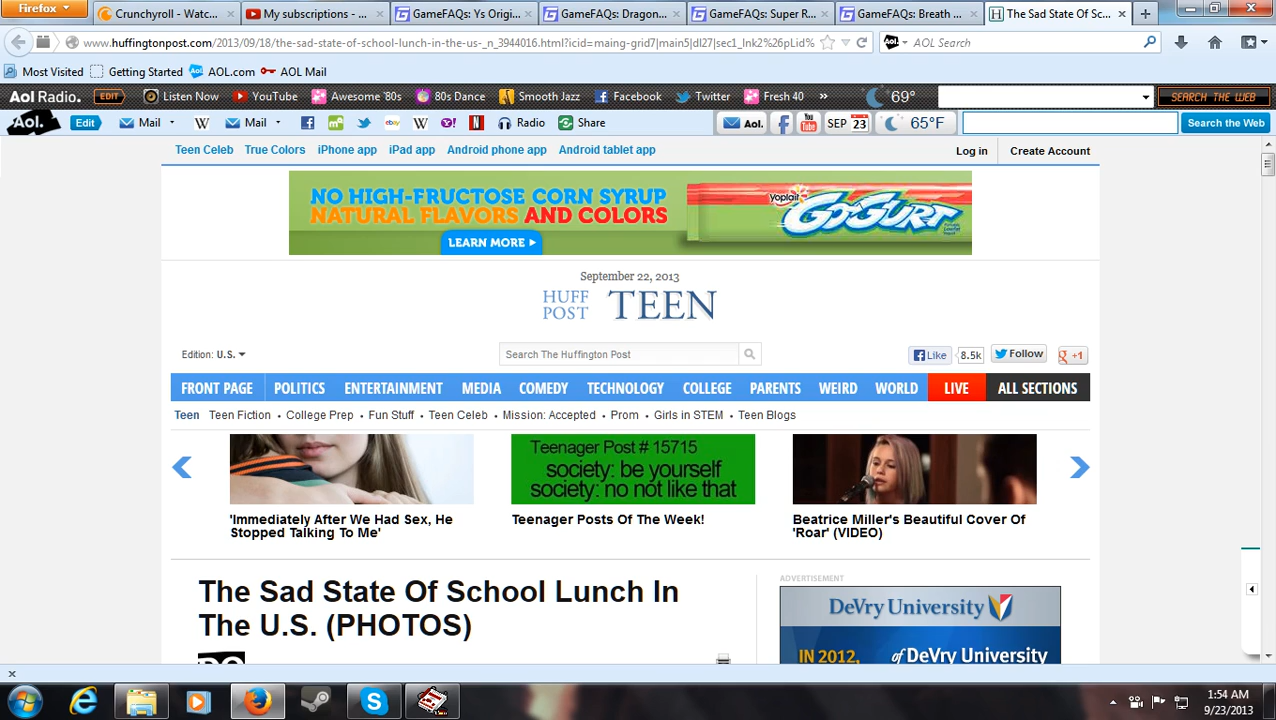 Firefox
Crunchyroll - Watc...
My subscriptions - ...
GameFAQs: Ys Origi...
GameFAQs: Dragon...
GameFAQs: Super R...
GameFAQs: Breath ...
The Sad State Of Sc...
www.huffingtonpost.com/2013/09/18/the-sad-state-of-school-lunch-in-the-us-_n_3944016.html?icid=maing-grid7|main5|dl27|sec1_lnk2%26pLid%
Aol. AOL Search
Most Visited Getting Started AOL.com AOL Mail
Aol Radio. EDIT Listen Now YouTube Awesome '80s 80s Dance Smooth Jazz Facebook Twitter Fresh 40 69° SEARCH THE WEB
Aol. Edit Mail W Mail ebay W Y! N Radio Share Aol. You Tube SEP 23 65°F Search the Web
Teen Celeb True Colors iPhone app iPad app Android phone app Android tablet app Log in Create Account
NO HIGH-FRUCTOSE CORN SYRUP
NATURAL FLAVORS AND COLORS
LEARN MORE
Yoplait
GoGURT
September 22, 2013
HUFF
POST
TEEN
Edition: U.S. Search The Huffington Post Like 8.5k Follow g +1
FRONT PAGE POLITICS ENTERTAINMENT MEDIA COMEDY TECHNOLOGY COLLEGE PARENTS WEIRD WORLD LIVE ALL SECTIONS
Teen Teen Fiction • College Prep • Fun Stuff • Teen Celeb • Mission: Accepted • Prom • Girls in STEM • Teen Blogs
Teenager Post # 15715
society: be yourself
society: no not like that
'Immediately After We Had Sex, He
Stopped Talking To Me'
Teenager Posts Of The Week!
Beatrice Miller's Beautiful Cover Of
'Roar' (VIDEO)
The Sad State Of School Lunch In
The U.S. (PHOTOS)
ADVERTISEMENT
DeVry University V
IN 2012, of DeVry University
1:54 AM
9/23/2013